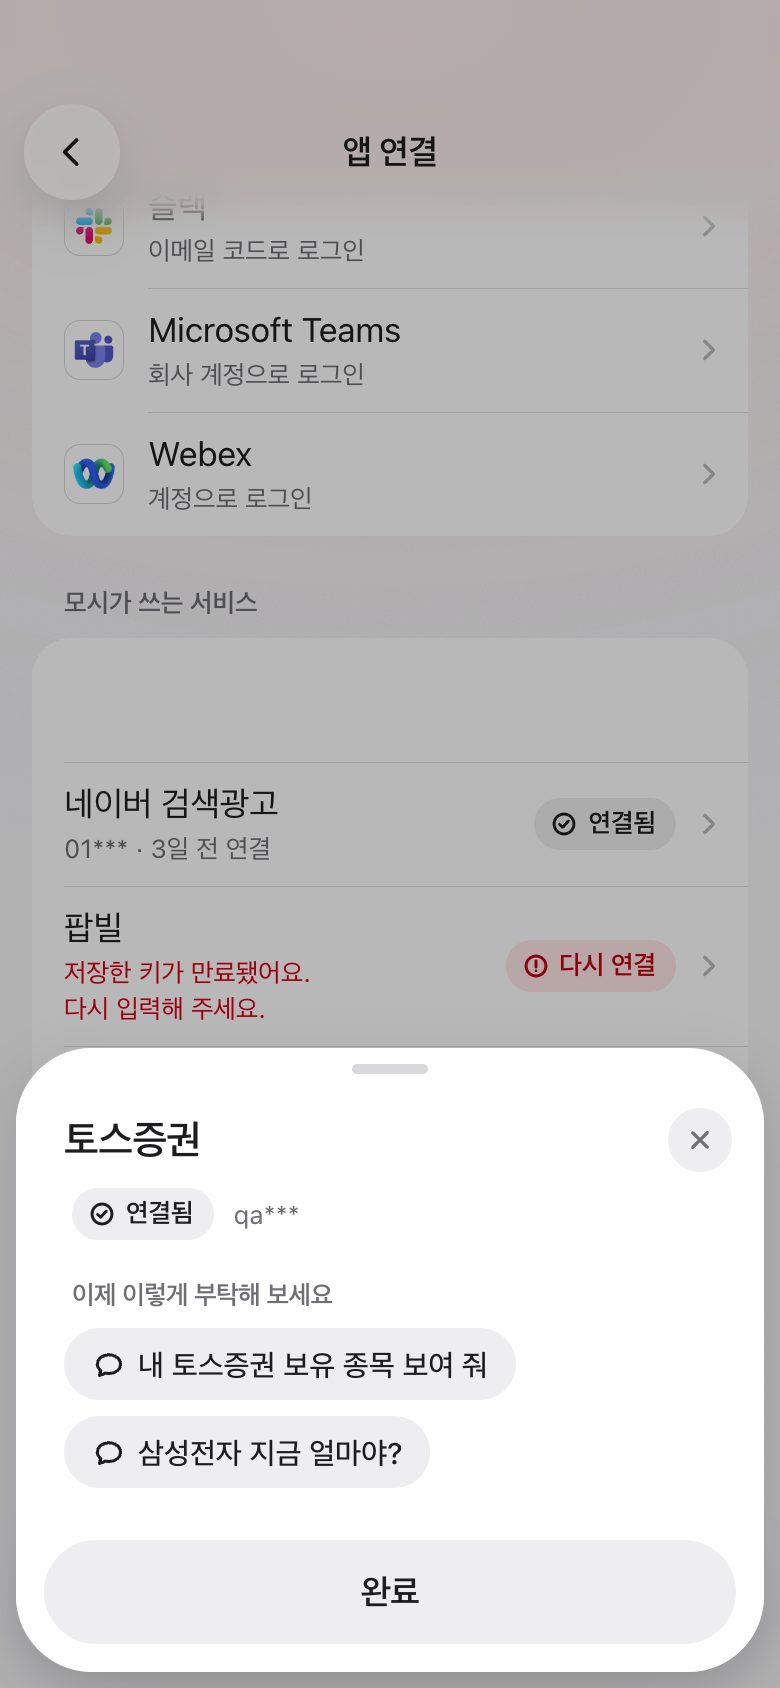 앱 연결
슬랙
이메일 코드로 로그인
Microsoft Teams
회사 계정으로 로그인
Webex
계정으로 로그인
모시가 쓰는 서비스
네이버 검색광고
01*** · 3일 전 연결
연결됨
팝빌
저장한 키가 만료됐어요.
다시 입력해 주세요.
다시 연결
토스증권
연결됨 qa***
이제 이렇게 부탁해 보세요
내 토스증권 보유 종목 보여 줘
삼성전자 지금 얼마야?
완료